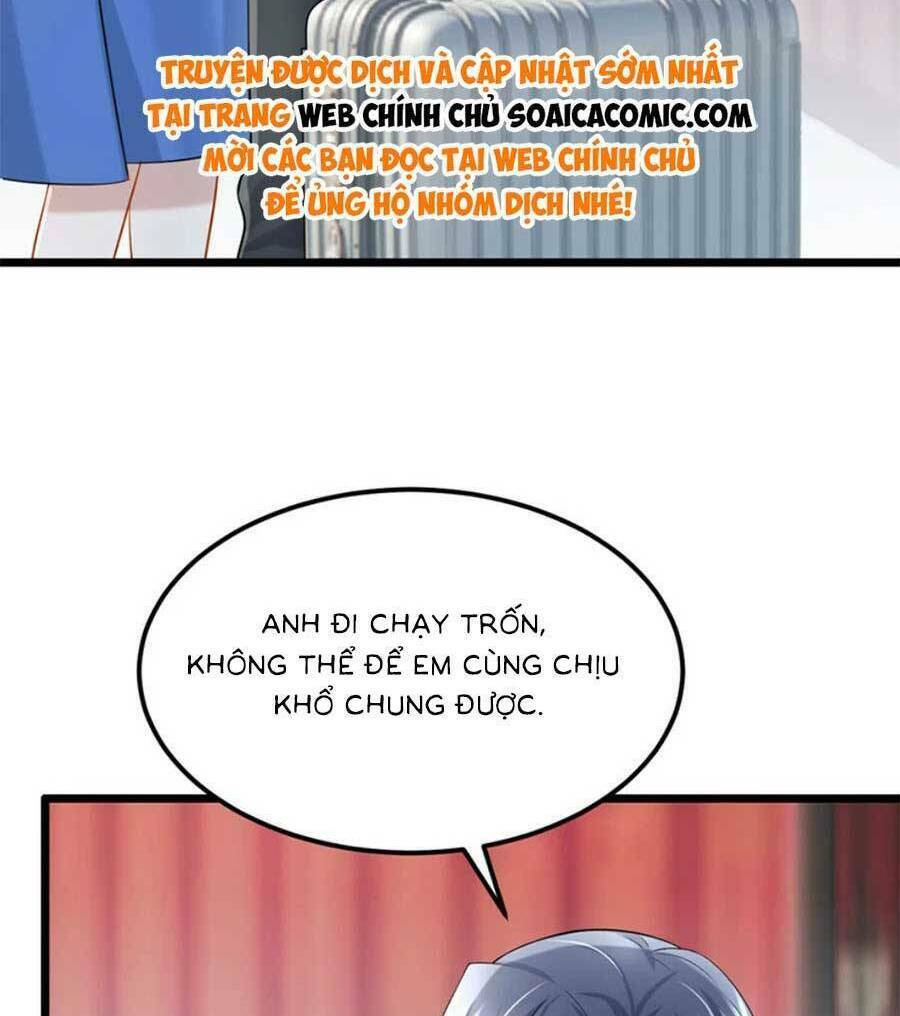 TRUYỆN ĐƯỢC DỊCH VÀ CẬP NHẬT SỚM NHẤT
TẠI TRANG WEB CHÍNH CHỦ SOAICACOMIC.COM
MỜI CÁC BẠN ĐỌC TẠI WEB CHÍNH CHỦ
ĐỂ ỦNG HỘ NHÓM DỊCH NHÉ!
ANH ĐI CHẠY TRỐN,
KHÔNG THỂ ĐỂ EM CÙNG CHỊU
KHỔ CHUNG ĐƯỢC.